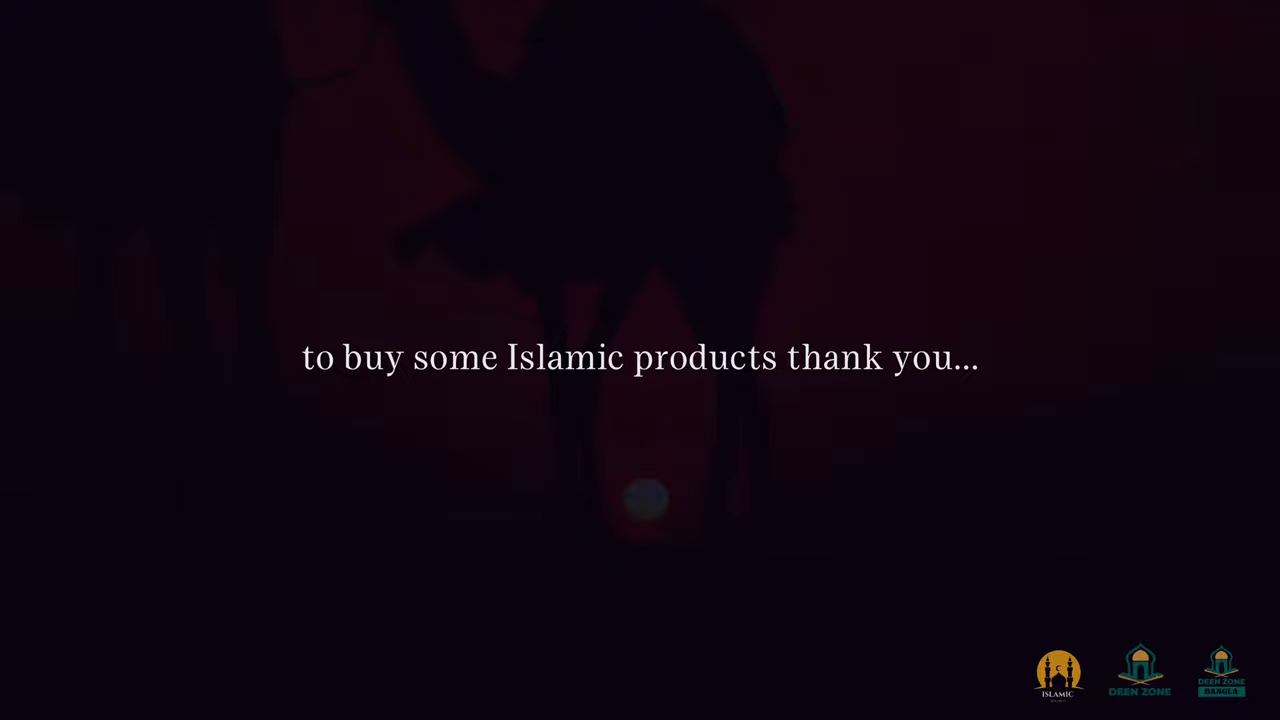 to buy some Islamic products thank you...
ISLAMIC
DEEN ZONE
DEEN ZONE
BANGLA